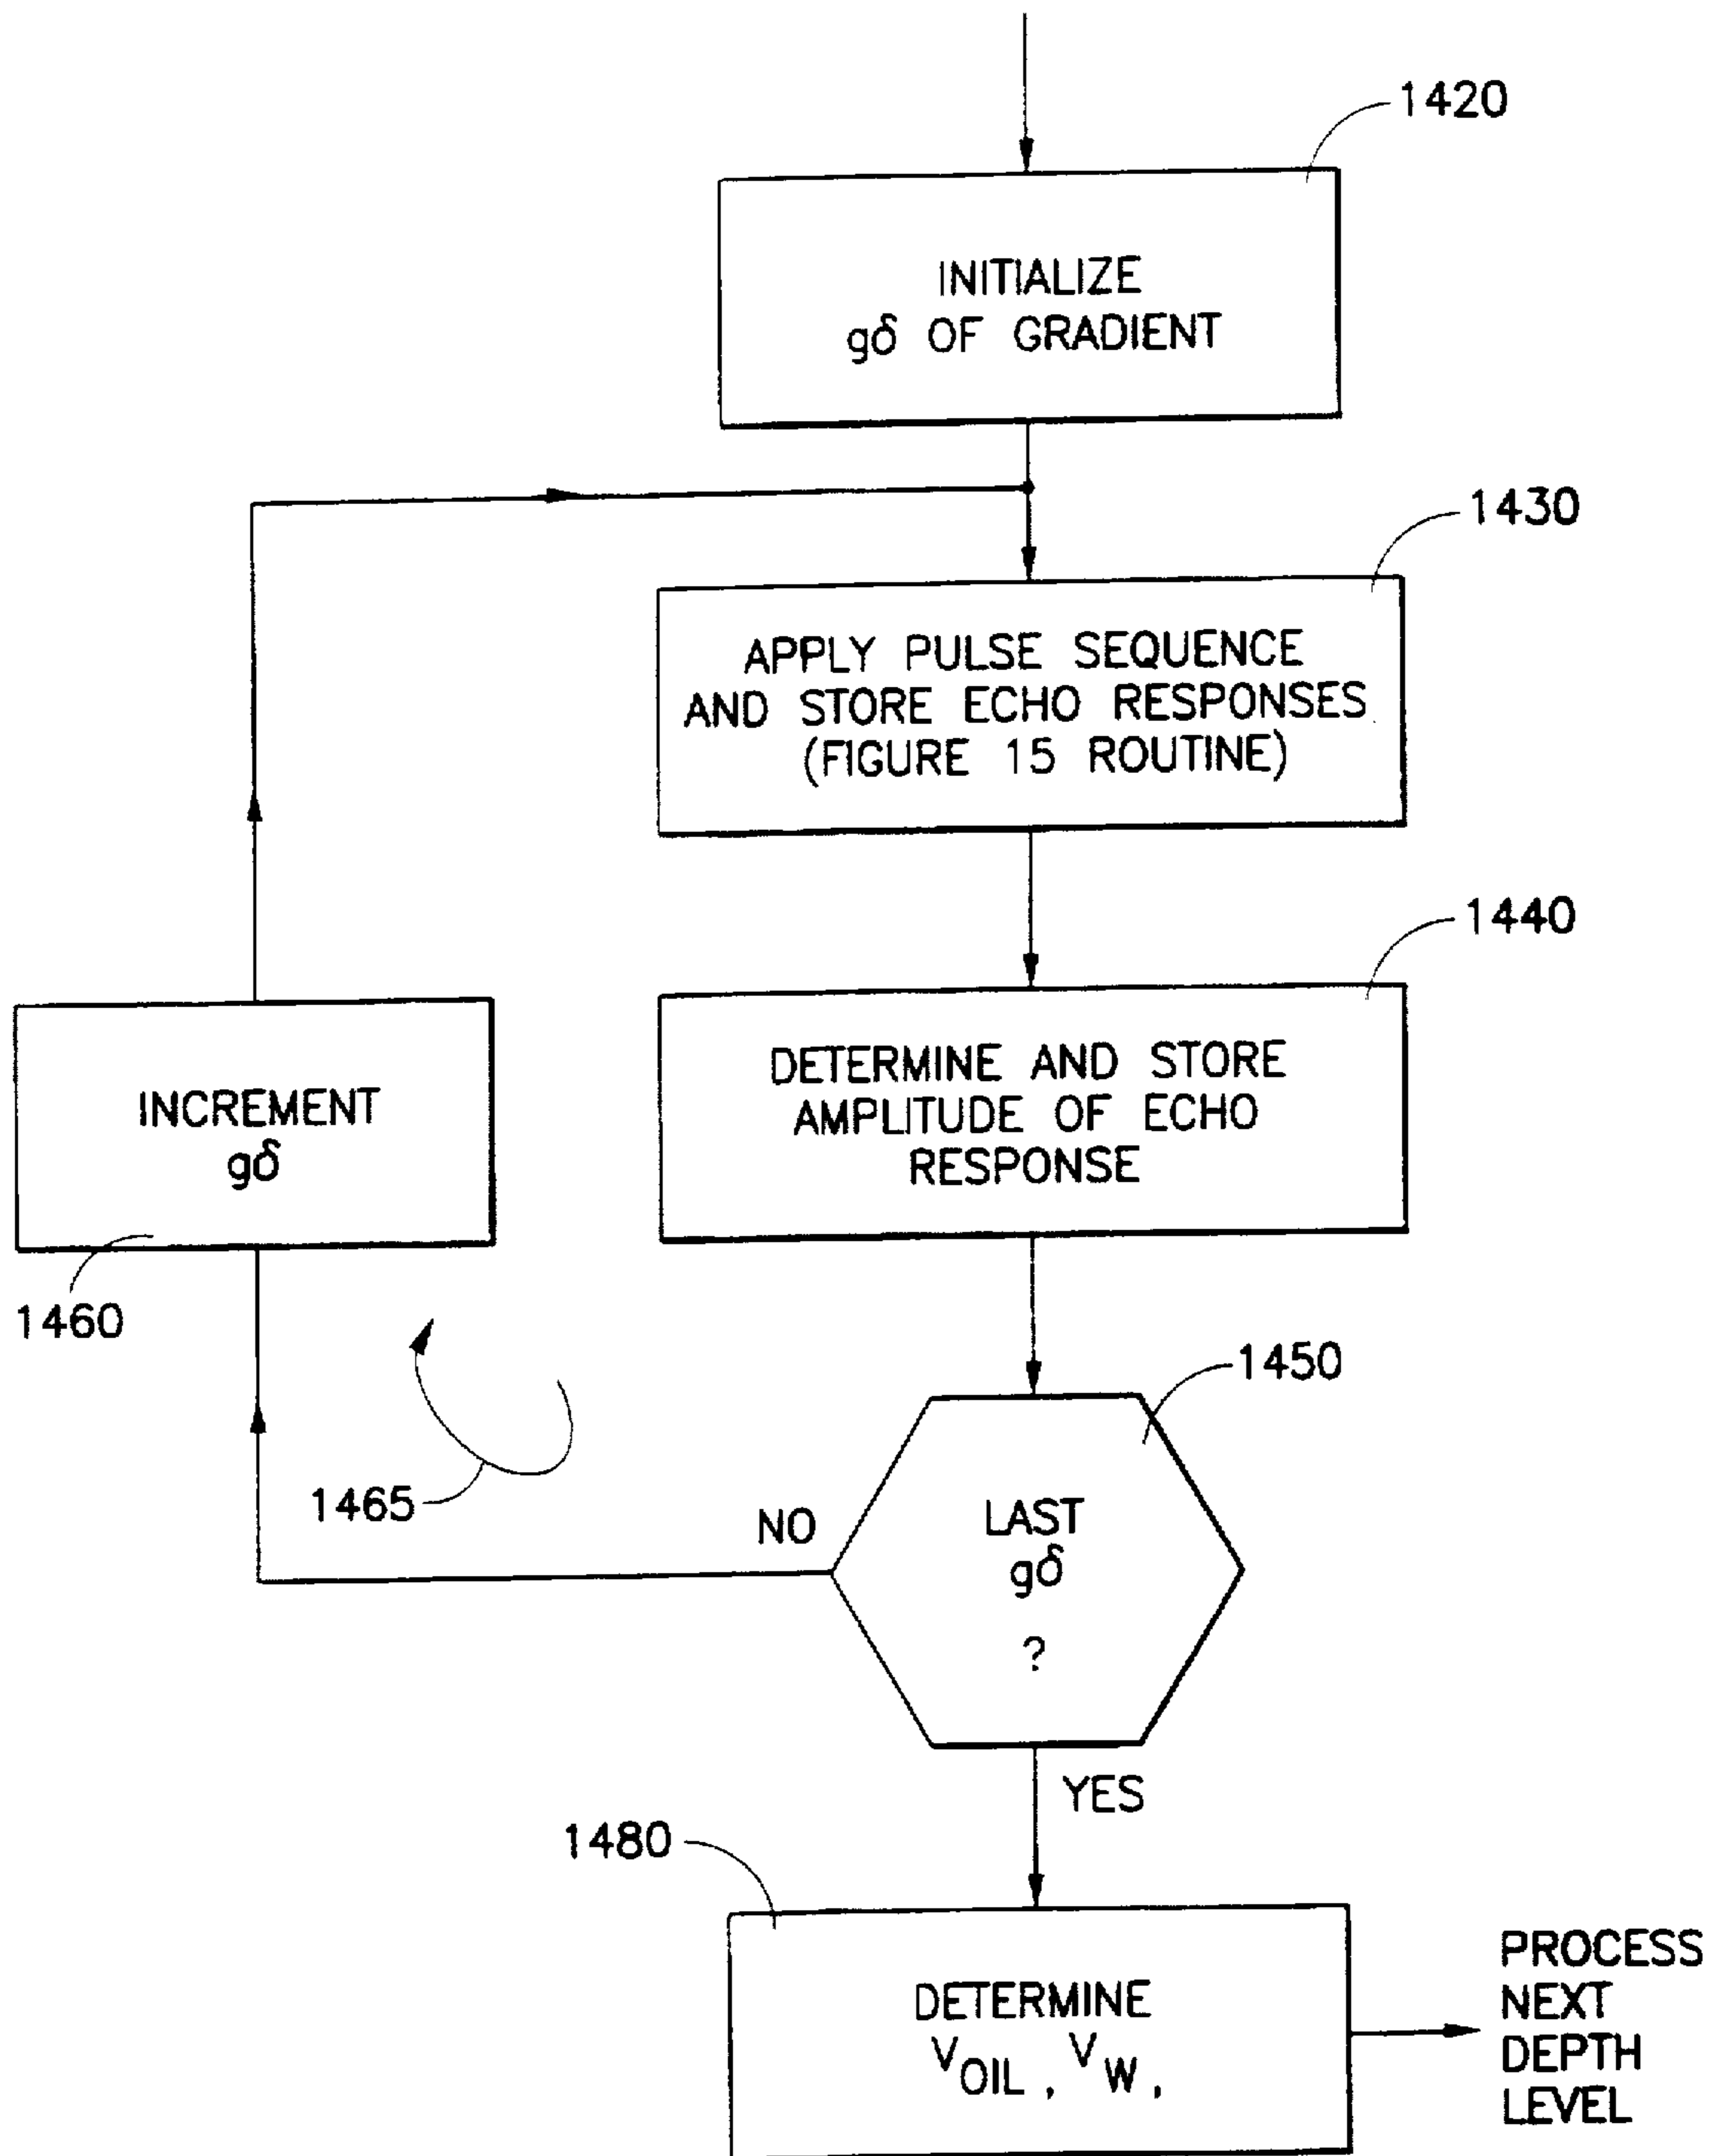 1420
INITIALIZE
gδ OF GRADIENT
1430
APPLY PULSE SEQUENCE
AND STORE ECHO RESPONSES
(FIGURE 15 ROUTINE)
1440
DETERMINE AND STORE
AMPLITUDE OF ECHO
RESPONSE
INCREMENT
gδ
1460
1450
1465
NO
LAST
gδ
?
YES
1480
DETERMINE
V OIL , V W ,
PROCESS
NEXT
DEPTH
LEVEL